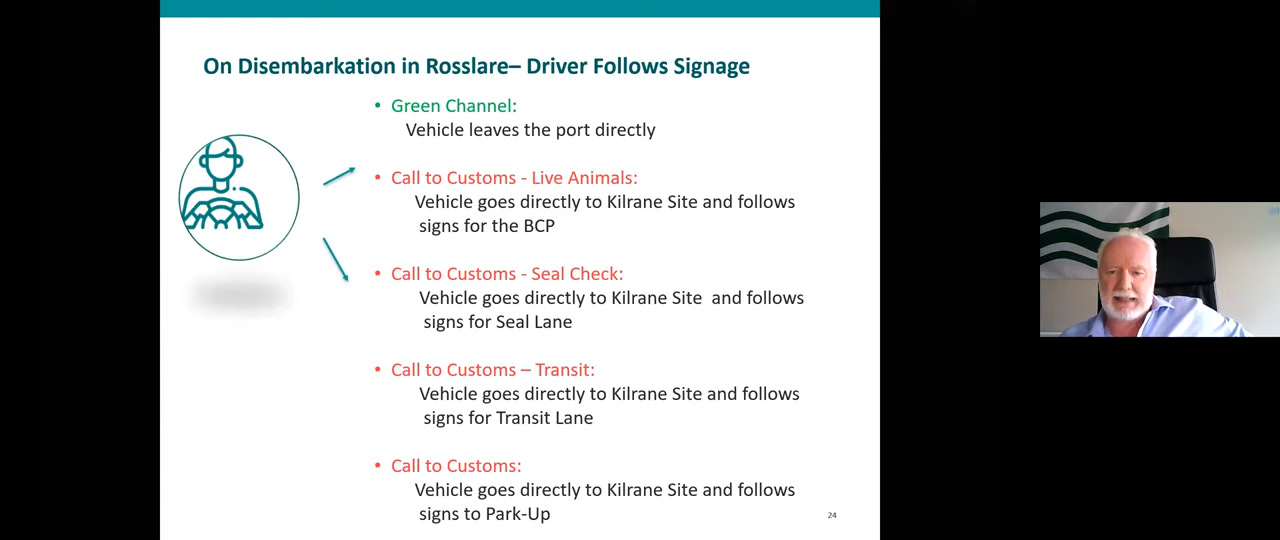 On Disembarkation in Rosslare– Driver Follows Signage
• Green Channel:
Vehicle leaves the port directly
• Call to Customs - Live Animals:
Vehicle goes directly to Kilrane Site and follows
signs for the BCP
• Call to Customs - Seal Check:
Vehicle goes directly to Kilrane Site and follows
signs for Seal Lane
• Call to Customs – Transit:
Vehicle goes directly to Kilrane Site and follows
signs for Transit Lane
• Call to Customs:
Vehicle goes directly to Kilrane Site and follows
signs to Park-Up
24